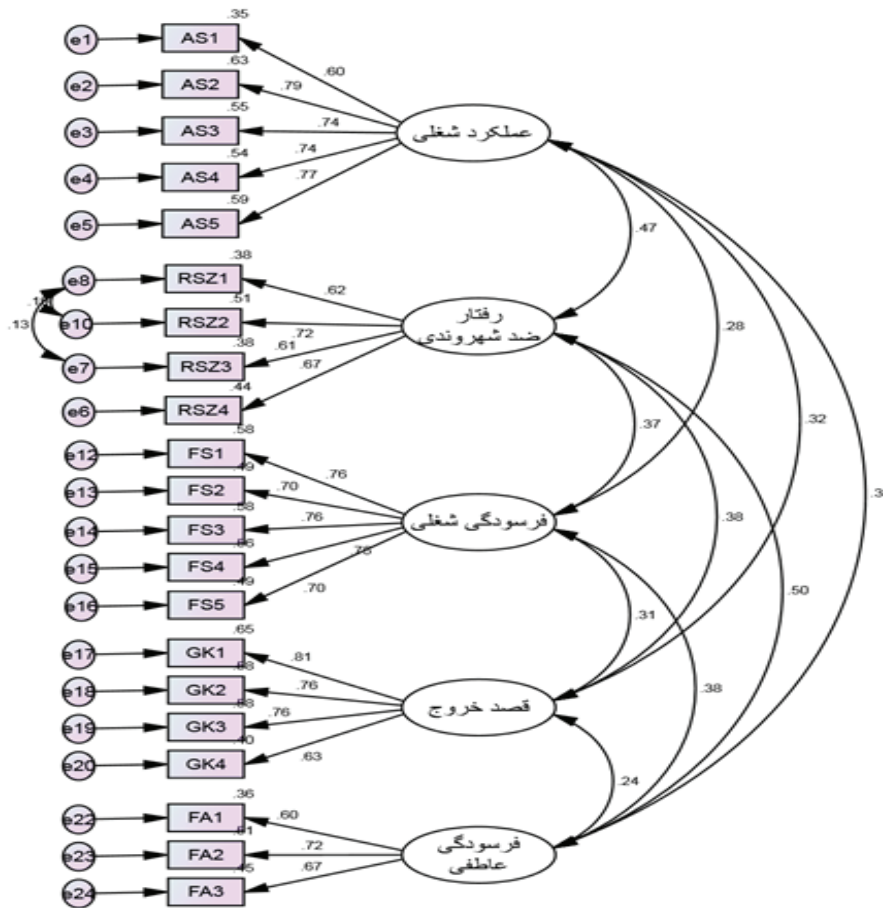 .35
e1 AS1
.60
.63
e2 AS2
.79
.55
e3 AS3
.74
عملکرد شغلی
.54
e4 AS4
.74
.77
.59
e5 AS5
.47
.38
e8 RSZ1
.62
.51
.13
e10 RSZ2
.72
رفتار
ضد شهروندی
.28
.38
.61
e7 RSZ3
.67
.44
e6 RSZ4
.58
.37
.32
e12 FS1
.76
.49
e13 FS2
.70
.38
.58
e14 FS3
.76
فرسودگی شغلی
e15 FS4
.49
.50
e16 FS5
.70
.31
.65
e17 GK1
.81
e18 GK2
.76
.38
e19 GK3
.76
قصد خروج
.40
e20 GK4
.63
.24
.36
e22 FA1
.60
e23 FA2
.72
فرسودگی
عاطفی
.67
.45
e24 FA3